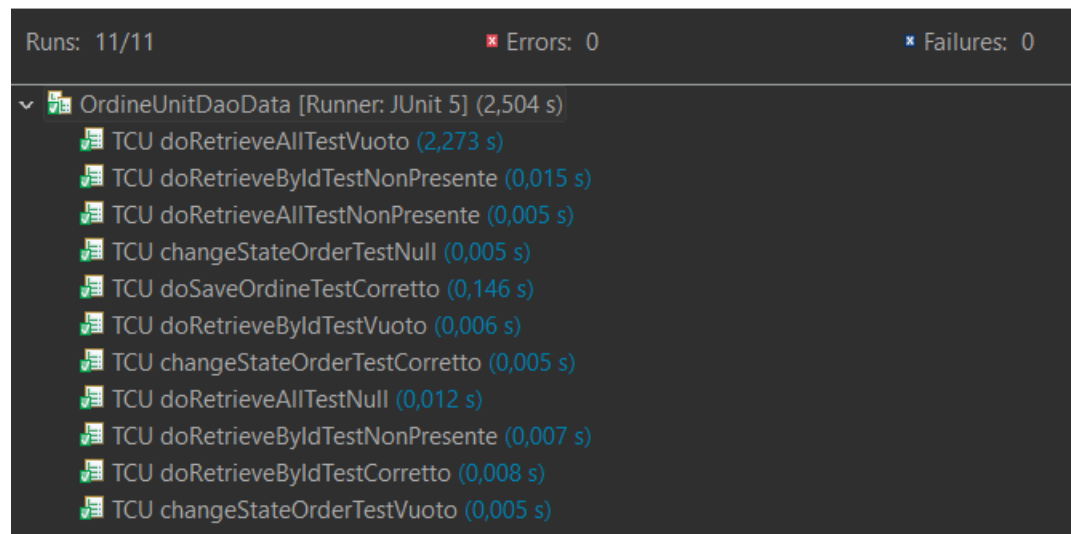 Runs: 11/11 Errors: 0 Failures: 0
OrdineUnitDaoData [Runner: JUnit 5] (2,504 s)
TCU doRetrieveAllTestVuoto (2,273 s)
TCU doRetrieveByIdTestNonPresente (0,015 s)
TCU doRetrieveAllTestNonPresente (0,005 s)
TCU changeStateOrderTestNull (0,005 s)
TCU doSaveOrdineTestCorretto (0,146 s)
TCU doRetrieveByIdTestVuoto (0,006 s)
TCU changeStateOrderTestCorretto (0,005 s)
TCU doRetrieveAllTestNull (0,012 s)
TCU doRetrieveByIdTestNonPresente (0,007 s)
TCU doRetrieveByIdTestCorretto (0,008 s)
TCU changeStateOrderTestVuoto (0,005 s)